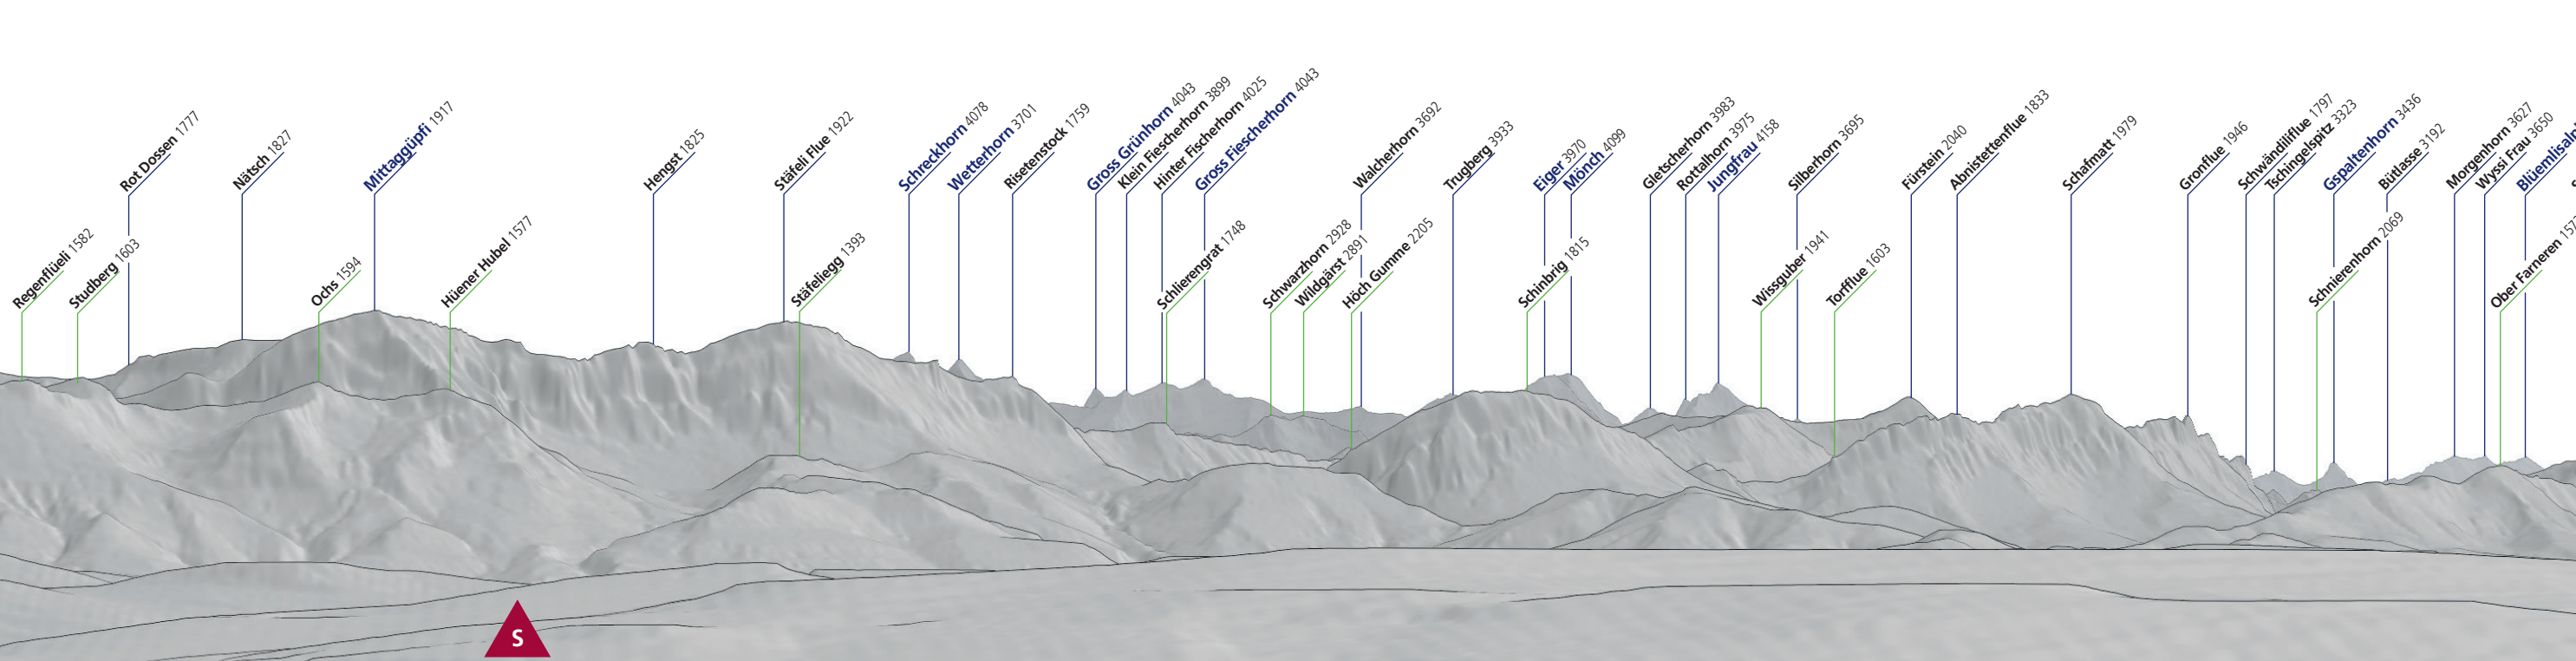 Rot Dossen 1777
Nätsch 1827
Mittaggüpfi 1917
Hengst 1825
Stäfeli Flue 1922
Schreckhorn 4078
Wetterhorn 3701
Risetenstock 1759
Gross Grünhorn 4043
Klein Fiescherhorn 3899
Hinter Fischerhorn 4025
Gross Fiescherhorn 4043
Walcherhorn 3692
Trugberg 3933
Eiger 3970
Mönch 4099
Gletscherhorn 3983
Rottalhorn 3975
Jungfrau 4158
Silberhorn 3695
Fürstein 2040
Abnistettenflue 1833
Schafmatt 1979
Gronflue 1946
Schwändiliflue 1797
Tschingelspitz 3323
Gspaltenhorn 3436
Bütlasse 3192
Morgenhorn 3627
Wyssi Frau 3650
Regenflüeli 1582
Studberg 1603
Ochs 1594
Hüener Hubel 1577
Stäfeliegg 1393
Schlierengrat 1748
Schwarzhorn 2928
Wildgärst 2891
Höch Gumme 2205
Schinbrig 1815
Wissguber 1941
Torfflue 1603
Schnierenhorn 2069
Ober Farneren 157
S